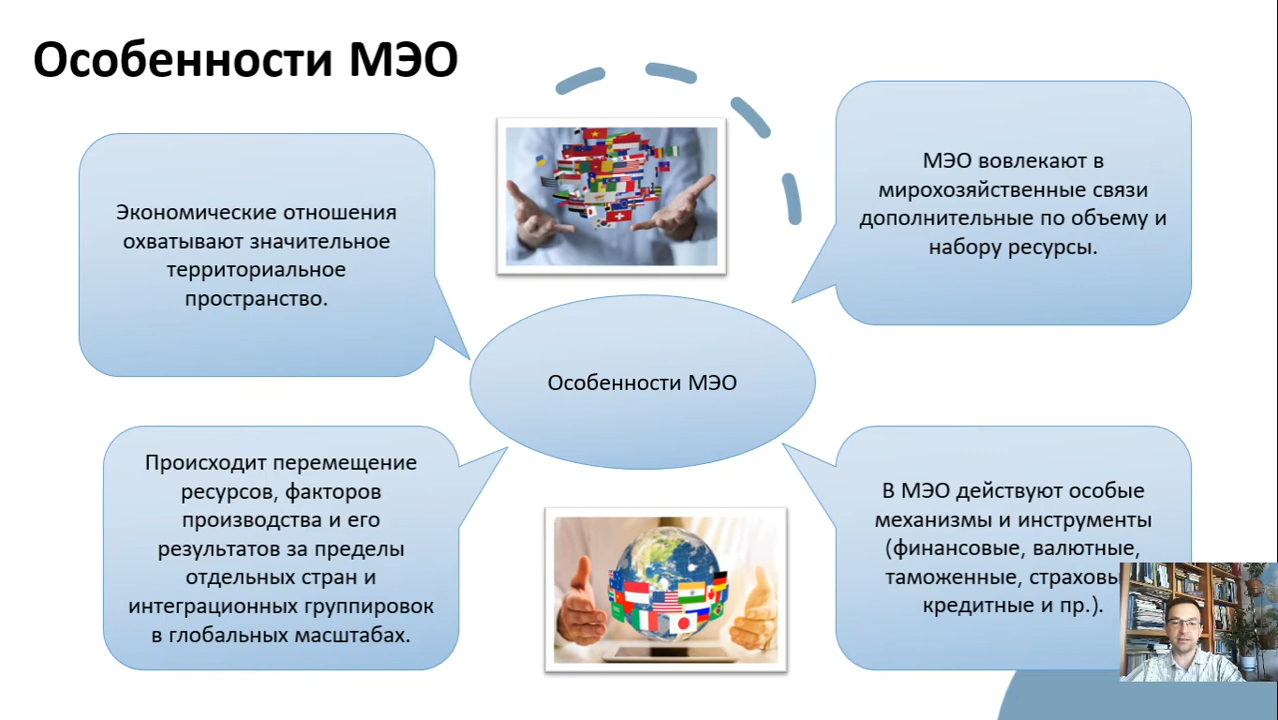 Особенности МЭО
Экономические отношения
охватывают значительное
территориальное
пространство.
МЭО вовлекают в
мирохозяйственные связи
дополнительные по объему и
набору ресурсы.
Особенности МЭО
Происходит перемещение
ресурсов, факторов
производства и его
результатов за пределы
отдельных стран и
интеграционных группировок
в глобальных масштабах.
В МЭО действуют особые
механизмы и инструменты
(финансовые, валютные,
таможенные,
кредитные и пр.).